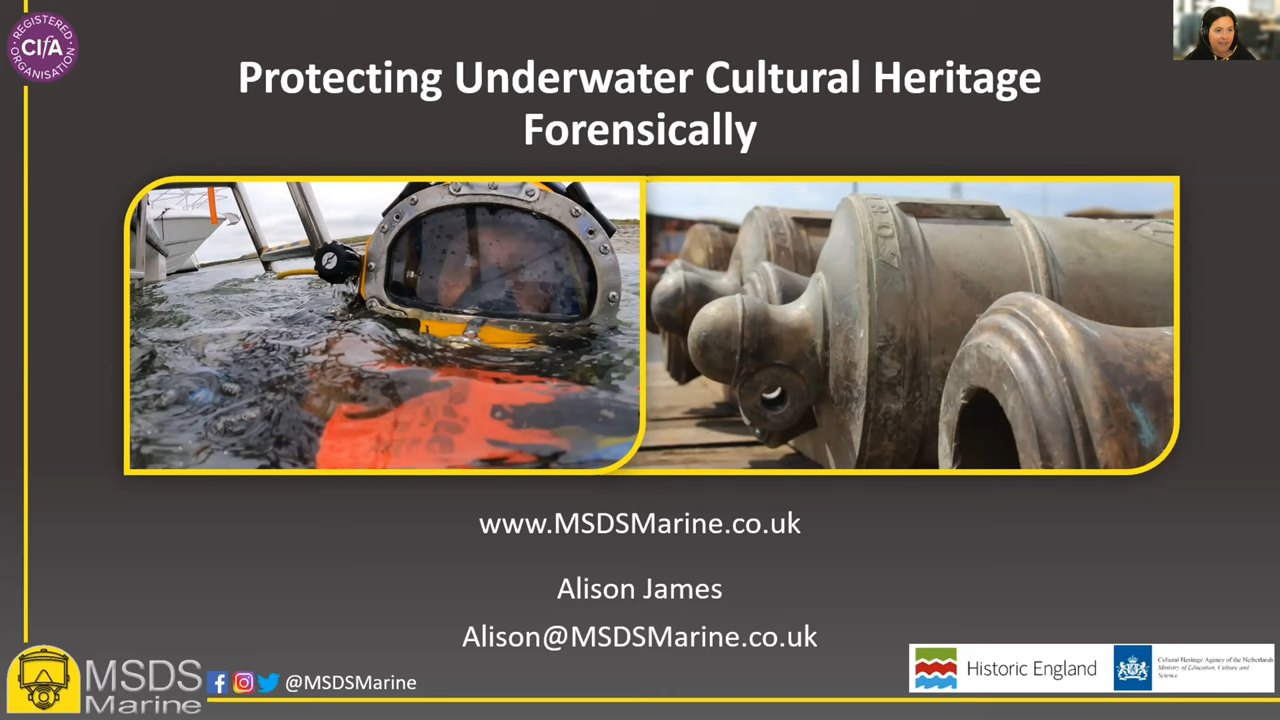 REGISTERED
CIfA
ORGANISATION
Protecting Underwater Cultural Heritage
Forensically
www.MSDSMarine.co.uk
Alison James
Alison@MSDSMarine.co.uk
MSDS
Marine
@MSDSMarine
Historic England
Cultural Heritage Agency of the Netherlands
Ministry of Education, Culture and
Science